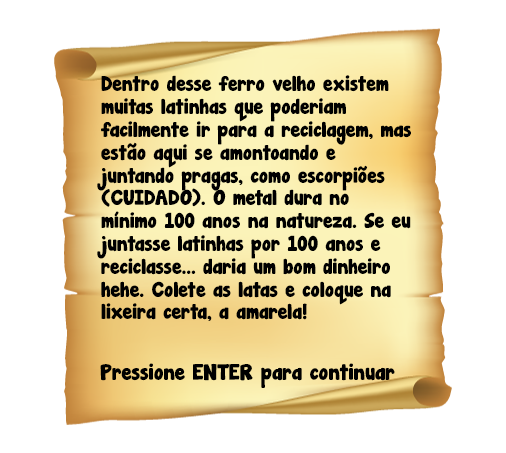 Dentro desse ferro velho existem
muitas latinhas que poderiam
facilmente ir para a reciclagem, mas
estão aqui se amontoando e
juntando pragas, como escorpiões
(CUIDADO). O metal dura no
mínimo 100 anos na natureza. Se eu
juntasse latinhas por 100 anos e
reciclasse... daria um bom dinheiro
hehe. Colete as latas e coloque na
lixeira certa, a amarela!
Pressione ENTER para continuar